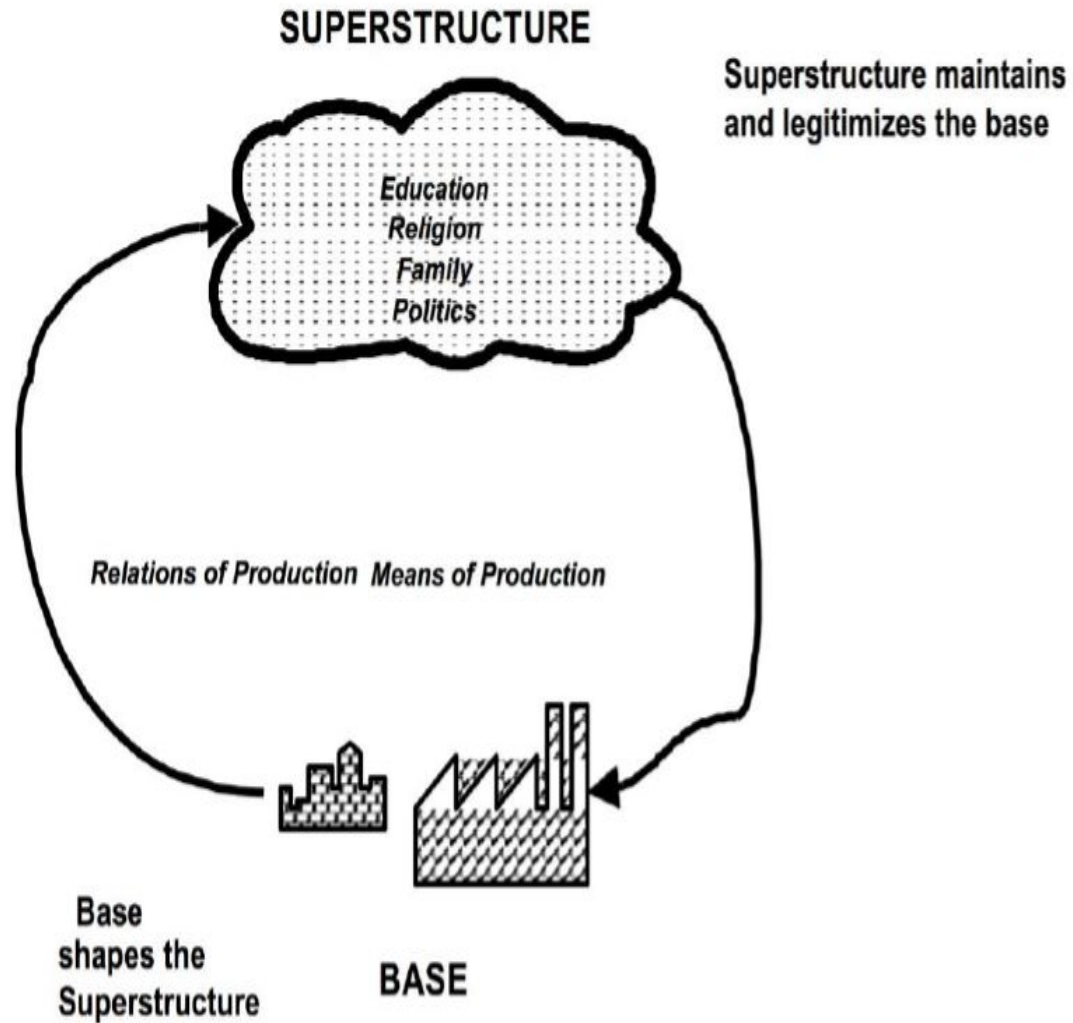 SUPERSTRUCTURE
Superstructure maintains
and legitimizes the base
Education
Religion
Family
Politics
Relations of Production Means of Production
Base
shapes the
Superstructure
BASE